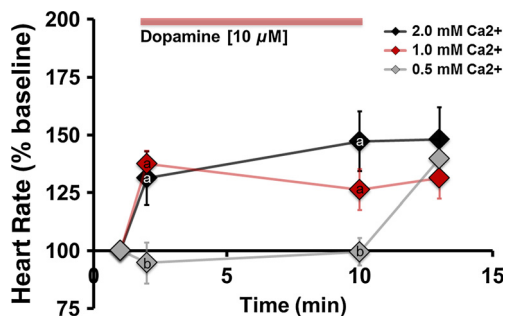 200
Dopamine [10 µM]
2.0 mM Ca2+
1.0 mM Ca2+
0.5 mM Ca2+
175
150
125
100
75
a
a
a
a
b
b
0
5
10
15
Heart Rate (% baseline)
Time (min)